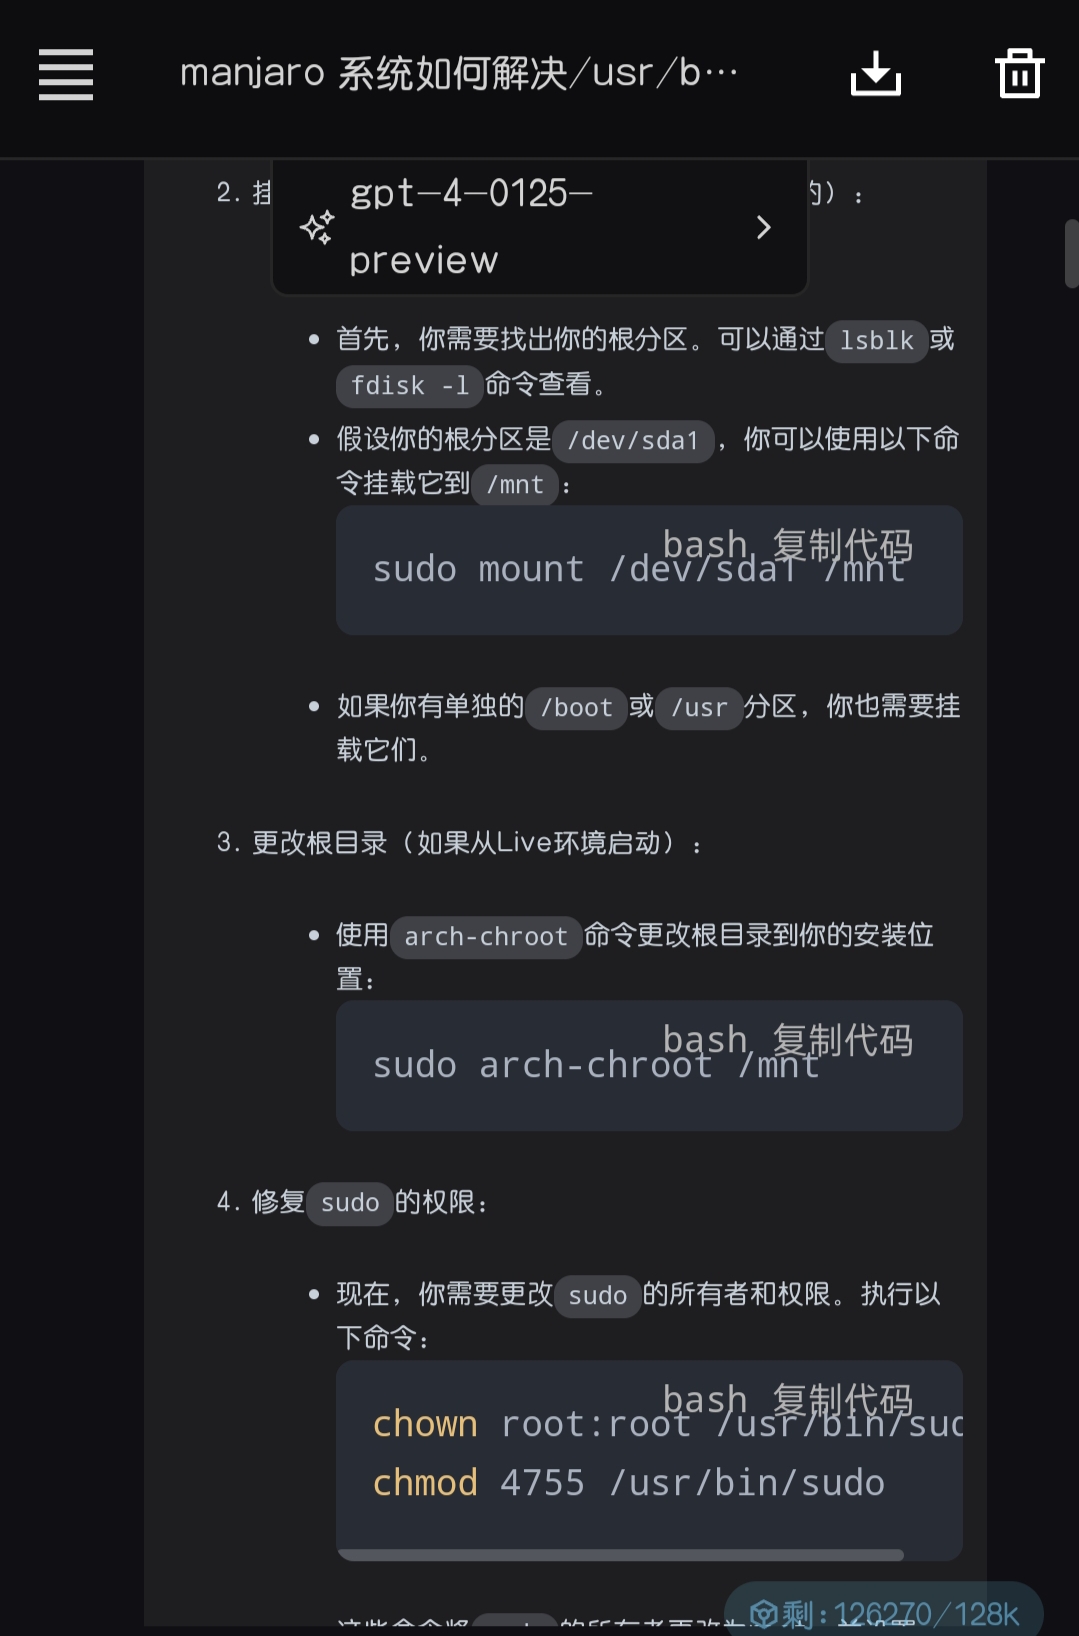 manjaro 系统如何解决/usr/b…
gpt-4-0125-
preview
2. 挂
的）：
首先，你需要找出你的根分区。可以通过 lsblk 或
fdisk -l 命令查看。
假设你的根分区是 /dev/sda1 ，你可以使用以下命
令挂载它到 /mnt ：
bash 复制代码
sudo mount /dev/sda1 /mnt
如果你有单独的 /boot 或 /usr 分区，你也需要挂
载它们。
3. 更改根目录（如果从Live环境启动）：
使用 arch-chroot 命令更改根目录到你的安装位
置：
bash 复制代码
sudo arch-chroot /mnt
4. 修复 sudo 的权限：
现在，你需要更改 sudo 的所有者和权限。执行以
下命令：
bash 复制代码
chown root:root /usr/bin/sud
chmod 4755 /usr/bin/sudo
剩：126270/128k